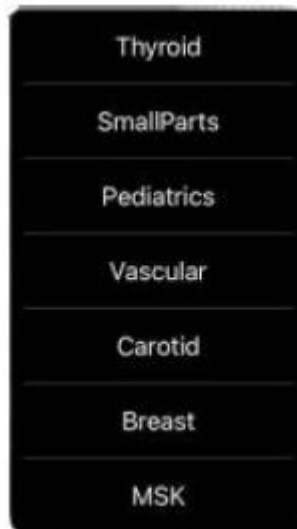 Thyroid
SmallParts
Pediatrics
Vascular
Carotid
Breast
MSK